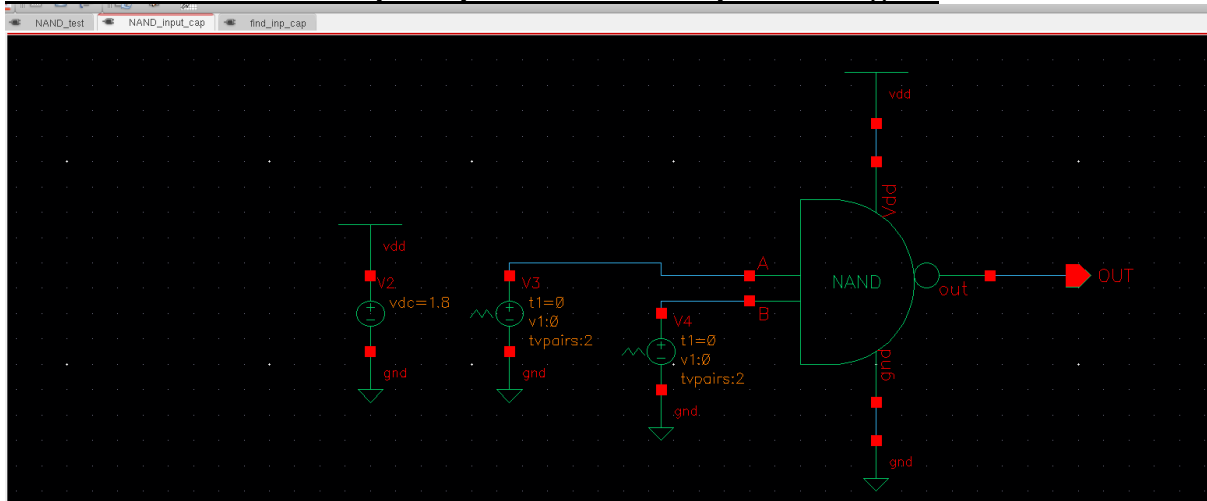 NAND_test NAND_input_cap find_inp_cap
vdd
Vdd
vdd
V2
vdc=1.8
gnd
V3
t1=0
v1:0
tvpairs:2
gnd
V4
t1=0
v1:0
tvpairs:2
gnd
A
B
NAND
out
OUT
gnd
gnd